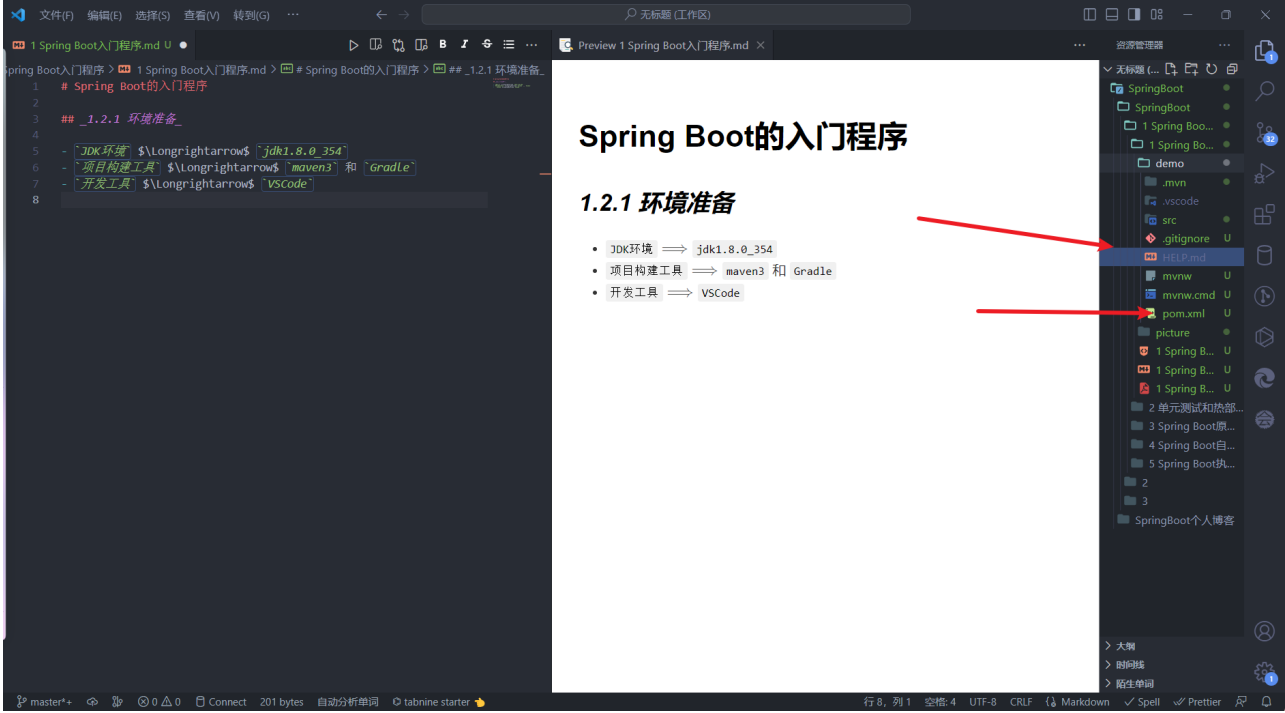 文件(F) 编辑(E) 选择(S) 查看(V) 转到(G) ··· 无标题 (工作区)
1 Spring Boot入门程序.md U
pring Boot入门程序 > 1 Spring Boot入门程序.md > # Spring Boot的入门程序 > ## _1.2.1 环境准备_
1 # Spring Boot的入门程序
2
3 ## _1.2.1 环境准备_
4
5 - `JDK环境` $\Longrightarrow$ `jdk1.8.0_354`
6 - `项目构建工具` $\Longrightarrow$ `maven3` 和 `Gradle`
7 - `开发工具` $\Longrightarrow$ `VSCode`
8
Preview 1 Spring Boot入门程序.md
Spring Boot的入门程序
1.2.1 环境准备
• JDK环境 ⟹ jdk1.8.0_354
• 项目构建工具 ⟹ maven3 和 Gradle
• 开发工具 ⟹ VSCode
资源管理器 ···
无标题 (...
SpringBoot
SpringBoot
1 Spring Boo...
1 Spring Bo...
demo
.mvn
.vscode
src
.gitignore U
HELP.md
mvnw U
mvnw.cmd U
pom.xml U
picture
1 Spring B... U
1 Spring B... U
1 Spring B... U
2 单元测试和热部...
3 Spring Boot原...
4 Spring Boot自...
5 Spring Boot执...
2
3
SpringBoot个人博客
大纲
时间线
陌生单词
1
32
1
master*+ 0 0 Connect 201 bytes 自动分析单词 tabnine starter 行 8，列 1 空格: 4 UTF-8 CRLF Markdown Spell Prettier